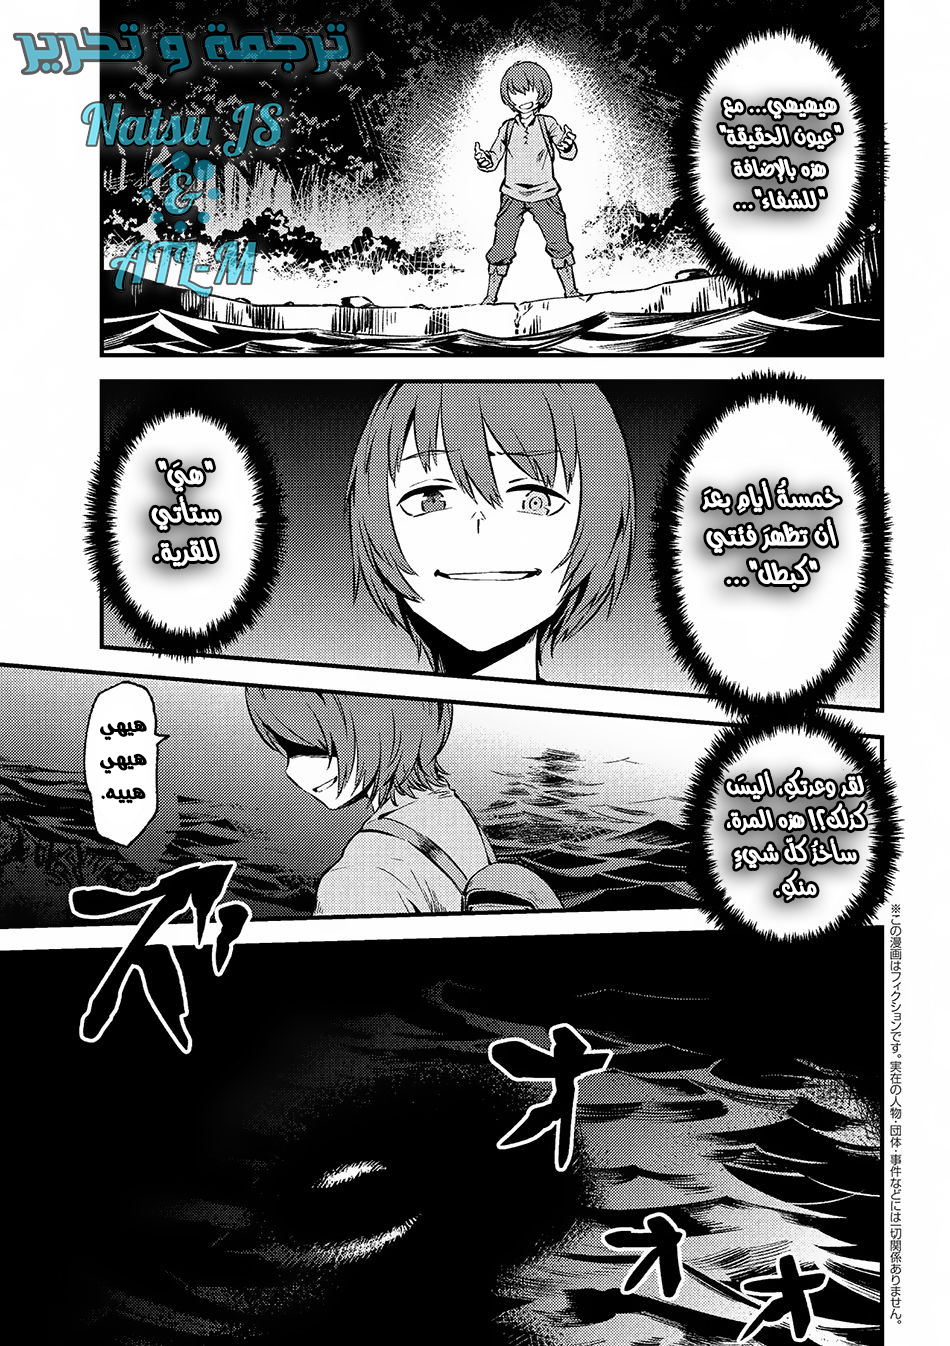 ترجمة و تحرير
Natsu JS
&
ATL-M
هيهيهي... مع
"عيون الحقيقة"
هذه بالإضافة
"للشفاء"...
خمسةُ أيامٍ بعدَ
أن تظهرَ فئتي
"كبطل"...
"هيَ"
ستأتي
للقرية.
لقد وعدتكِ، أليسَ
كذلك؟! هذه المرة،
سآخذُ كلّ شيءٍ
منكِ.
هيهي
هيهي
هييه.
ズ
オ
オ
オ
※この漫画はフィクションです。実在の人物・団体・事件などには一切関係ありません。